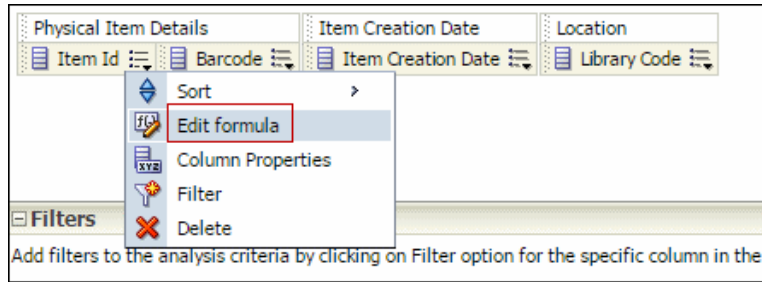 Physical Item Details Item Creation Date Location
Item Id Barcode Item Creation Date Library Code
Sort
Edit formula
Column Properties
Filter
Delete
Filters
Add filters to the analysis criteria by clicking on Filter option for the specific column in the